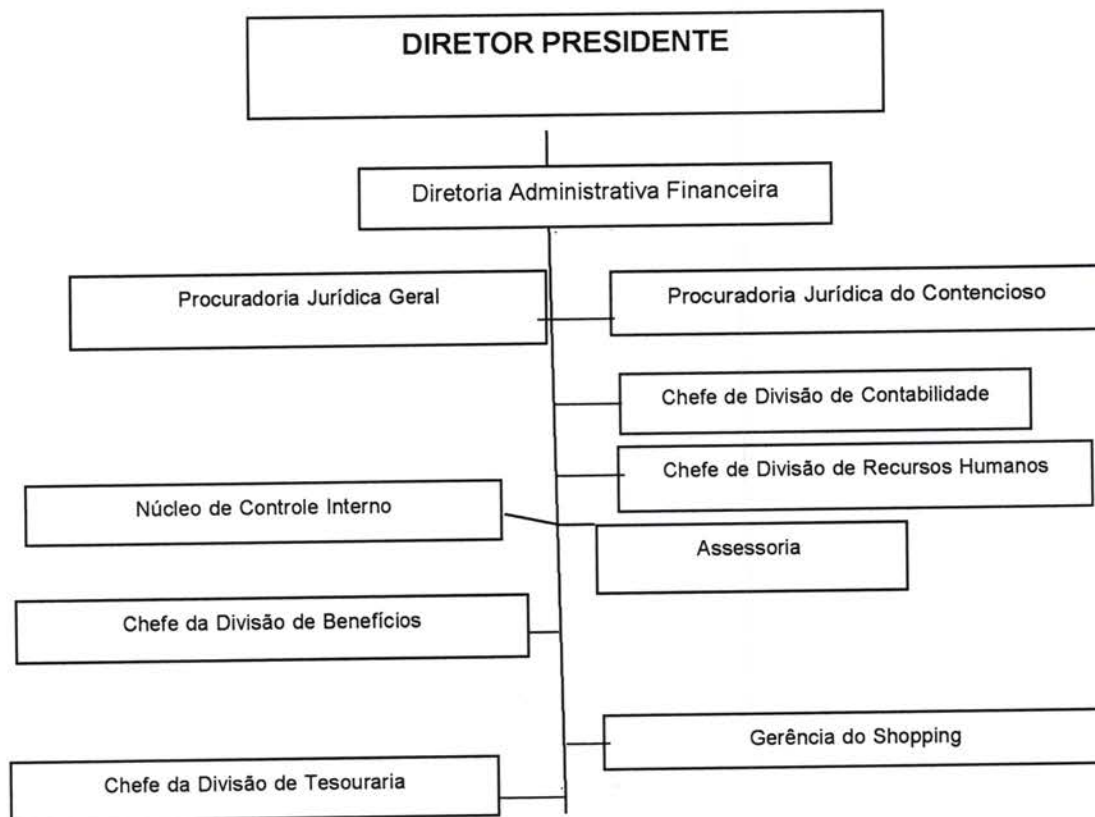 DIRETOR PRESIDENTE
Diretoria Administrativa Financeira
Procuradoria Jurídica Geral
Procuradoria Jurídica do Contencioso
Chefe de Divisão de Contabilidade
Chefe de Divisão de Recursos Humanos
Núcleo de Controle Interno
Assessoria
Chefe da Divisão de Benefícios
Gerência do Shopping
Chefe da Divisão de Tesouraria